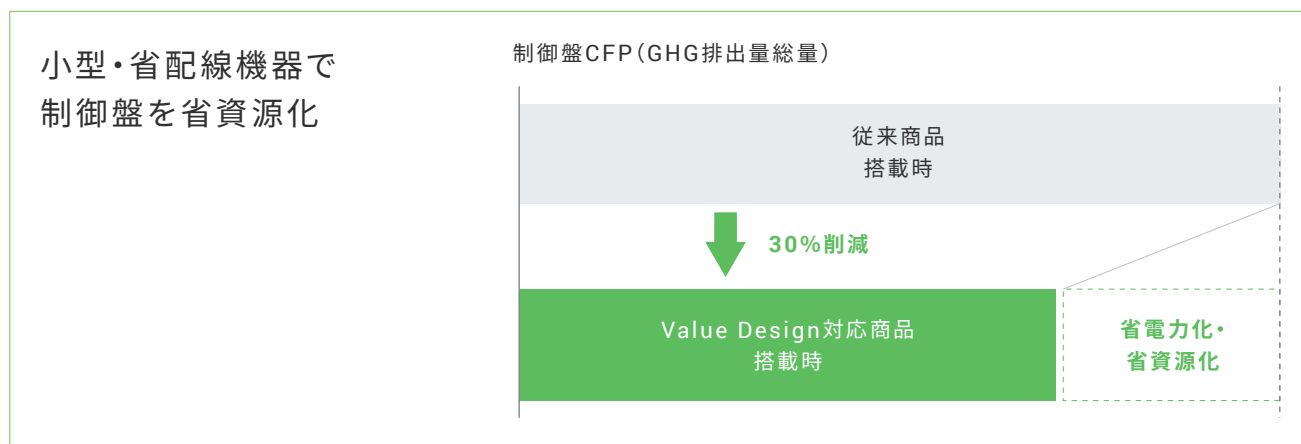 小型・省配線機器で
制御盤を省資源化
制御盤CFP(GHG排出量総量)
従来商品
搭載時
30%削減
Value Design対応商品
搭載時
省電力化・
省資源化